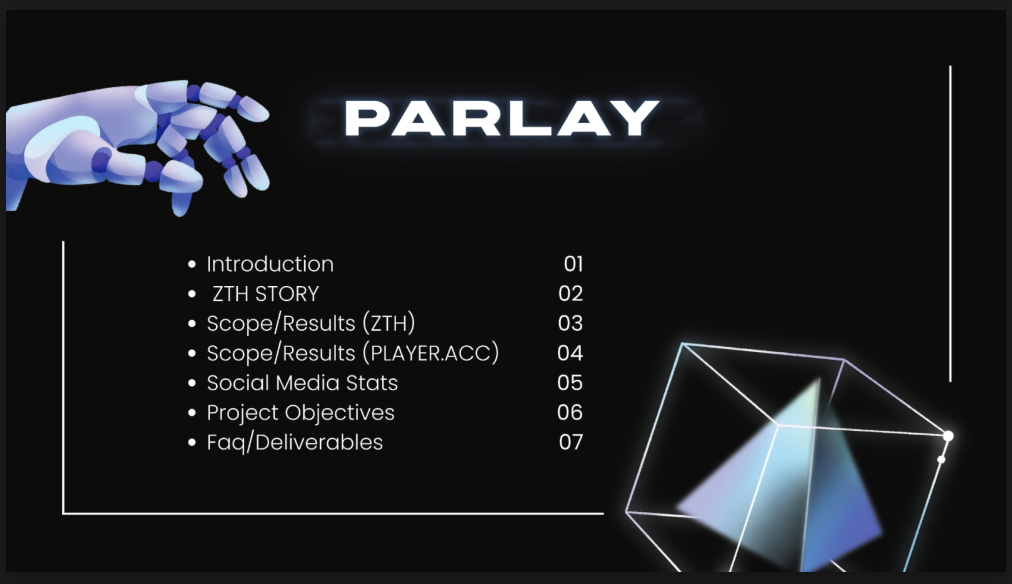 PARLAY
• Introduction 01
• ZTH STORY 02
• Scope/Results (ZTH) 03
• Scope/Results (PLAYER.ACC) 04
• Social Media Stats 05
• Project Objectives 06
• Faq/Deliverables 07